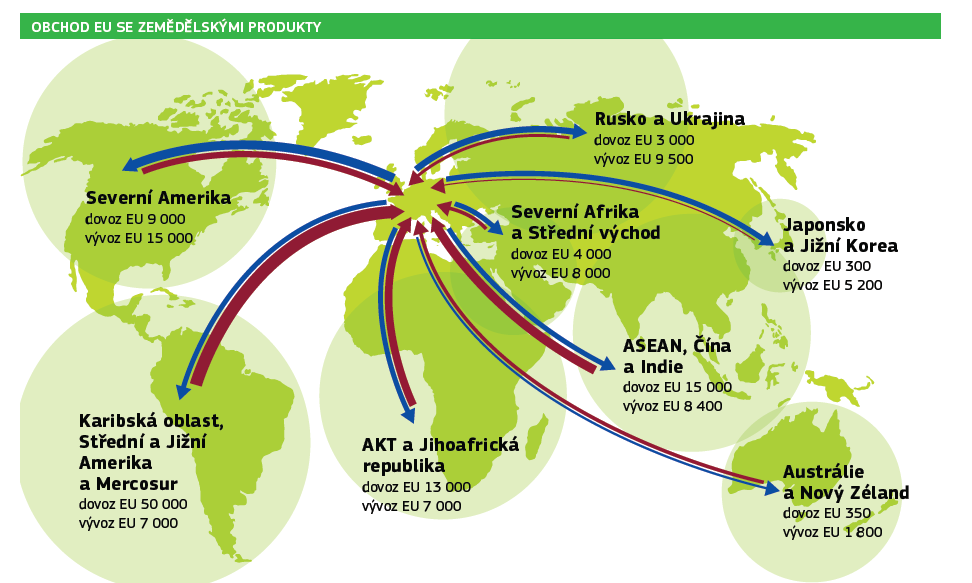 OBCHOD EU SE ZEMĚDĚLSKÝMI PRODUKTY
Rusko a Ukrajina
dovoz EU 3 000
vývoz EU 9 500
Severní Amerika
dovoz EU 9 000
vývoz EU 15 000
Severní Afrika
a Střední východ
dovoz EU 4 000
vývoz EU 8 000
Japonsko
a Jižní Korea
dovoz EU 300
vývoz EU 5 200
ASEAN, Čína
a Indie
dovoz EU 15 000
vývoz EU 8 400
Karibská oblast,
Střední a Jižní
Amerika
a Mercosur
dovoz EU 50 000
vývoz EU 7 000
AKT a Jihoafrická
republika
dovoz EU 13 000
vývoz EU 7 000
Austrálie
a Nový Zéland
dovoz EU 350
vývoz EU 1 800